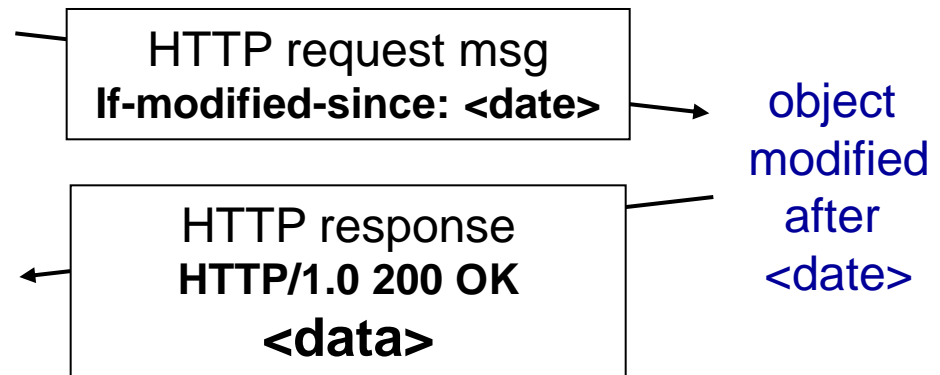 HTTP request msg
If-modified-since: <date>
object
modified
after
<date>
HTTP response
HTTP/1.0 200 OK
<data>